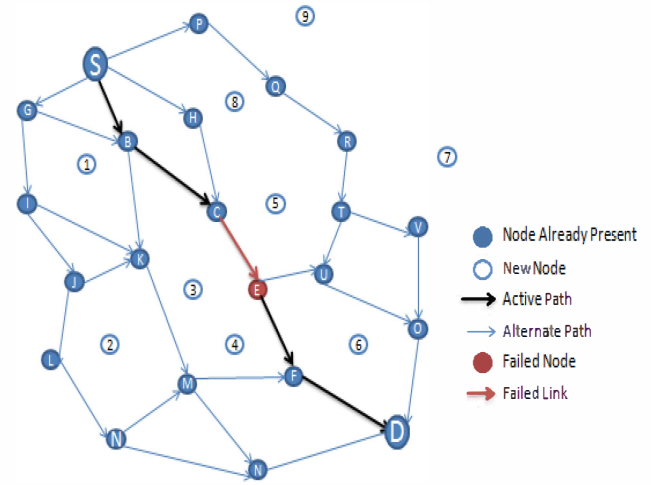 9
P
S
Q
8
G
H
B
R
7
1
I
C
5
T
V
Node Already Present
K
U
New Node
J
3
E
Active Path
2
4
6
O
Alternate Path
L
M
F
Failed Node
Failed Link
N
D
N